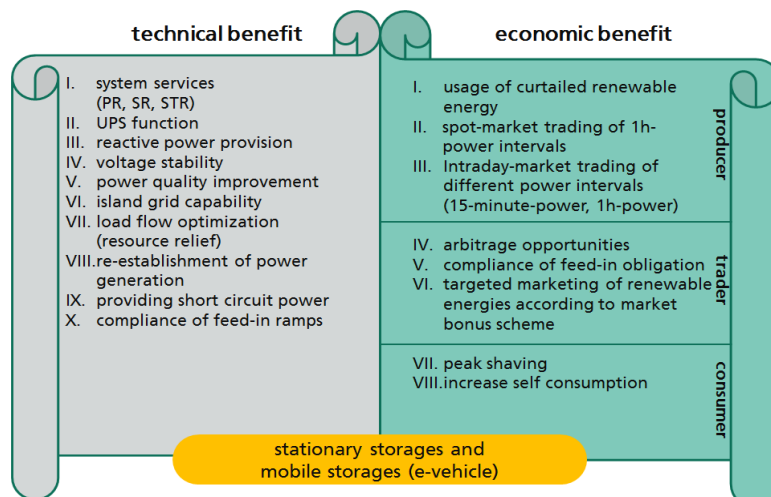 technical benefit
I. system services
(PR, SR, STR)
II. UPS function
III. reactive power provision
IV. voltage stability
V. power quality improvement
VI. island grid capability
VII. load flow optimization
(resource relief)
VIII.re-establishment of power
generation
IX. providing short circuit power
X. compliance of feed-in ramps
economic benefit
I. usage of curtailed renewable
energy
II. spot-market trading of 1h-
power intervals
III. Intraday-market trading of
different power intervals
(15-minute-power, 1h-power)
producer
IV. arbitrage opportunities
V. compliance of feed-in obligation
VI. targeted marketing of renewable
energies according to market
bonus scheme
trader
VII. peak shaving
VIII.increase self consumption
consumer
stationary storages and
mobile storages (e-vehicle)